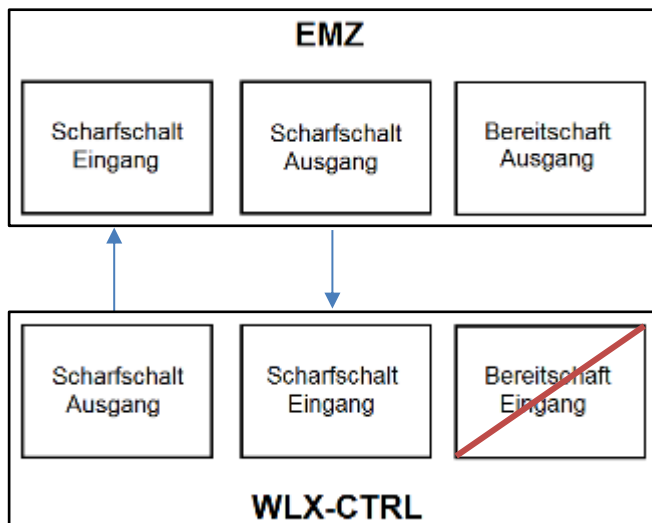 EMZ
Scharfschalt
Eingang
Scharfschalt
Ausgang
Bereitschaft
Ausgang
Scharfschalt
Ausgang
Scharfschalt
Eingang
Bereitschaft
Eingang
WLX-CTRL